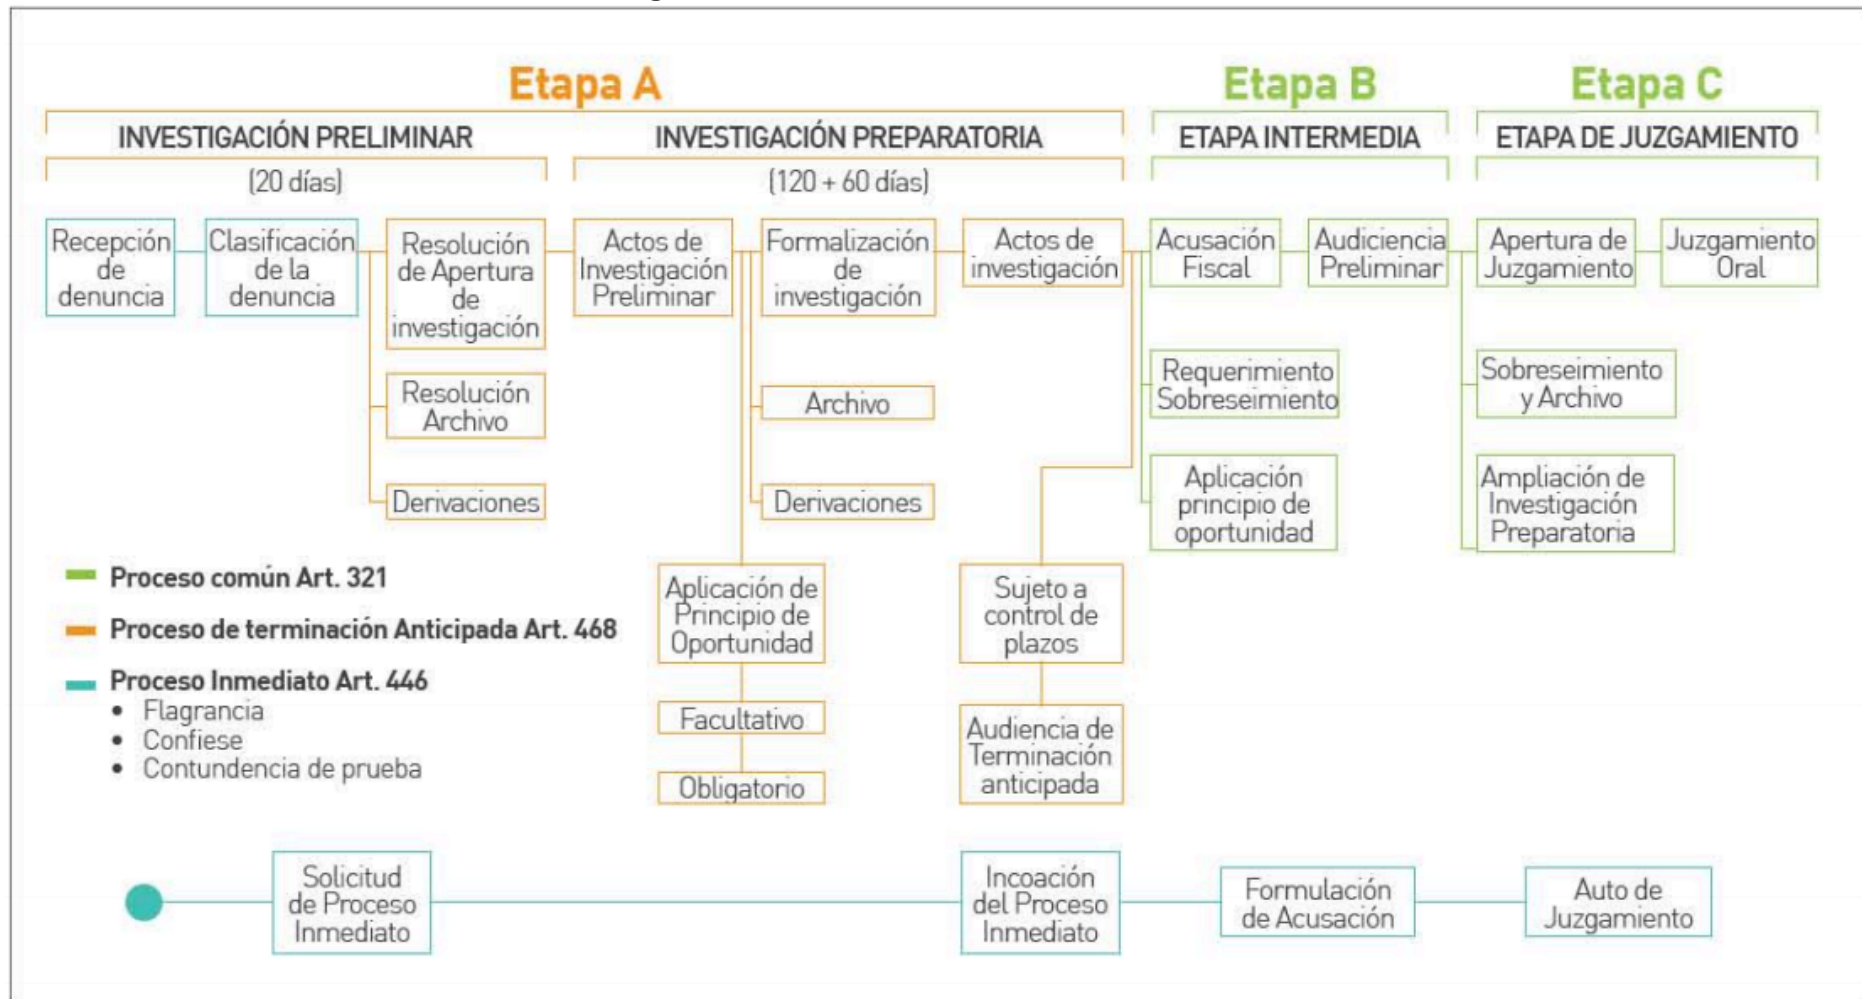 Etapa A
Etapa B
Etapa C
INVESTIGACIÓN PRELIMINAR
INVESTIGACIÓN PREPARATORIA
ETAPA INTERMEDIA
ETAPA DE JUZGAMIENTO
(20 días)
(120 + 60 días)
Recepción
de
denuncia
Clasificación
de la
denuncia
Resolución
de Apertura
de
investigación
Actos de
Investigación
Preliminar
Formalización
de
investigación
Actos de
investigación
Acusación
Fiscal
Audiciencia
Preliminar
Apertura de
Juzgamiento
Juzgamiento
Oral
Resolución
Archivo
Archivo
Requerimiento
Sobreseimiento
Sobreseimiento
y Archivo
Derivaciones
Derivaciones
Aplicación
principio de
oportunidad
Ampliación de
Investigación
Preparatoria
Proceso común Art. 321
Proceso de terminación Anticipada Art. 468
Proceso Inmediato Art. 446
• Flagrancia
• Confiese
• Contundencia de prueba
Aplicación de
Principio de
Oportunidad
Facultativo
Obligatorio
Sujeto a
control de
plazos
Audiencia de
Terminación
anticipada
Solicitud
de Proceso
Inmediato
Incoación
del Proceso
Inmediato
Formulación
de Acusación
Auto de
Juzgamiento